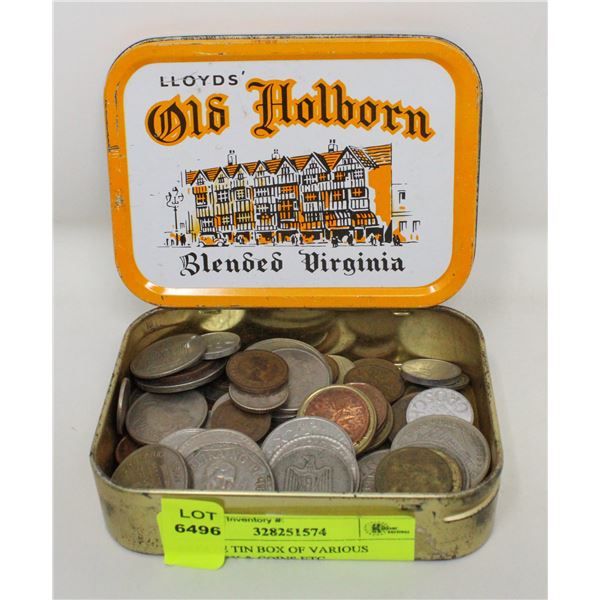 LLOYDS'
Old Holborn
Blended Virginia
LOT
6496
Inventory #:
328251574
TIN BOX OF VARIOUS
& COINS ETC